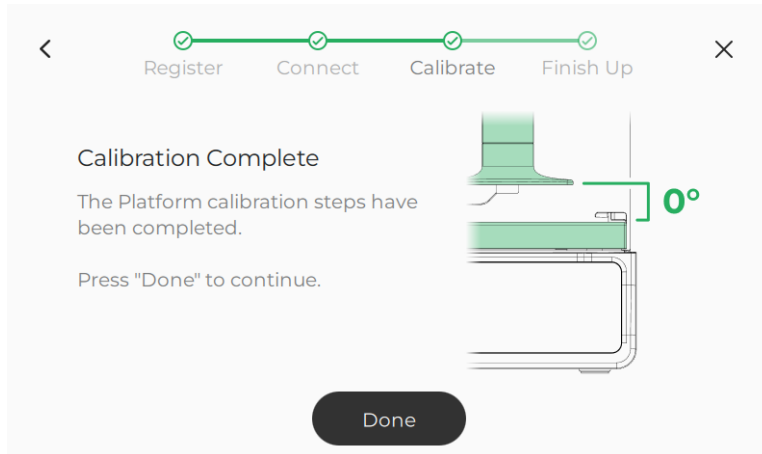 Register
Connect
Calibrate
Finish Up
Calibration Complete
The Platform calibration steps have
been completed.
Press "Done" to continue.
0°
Done